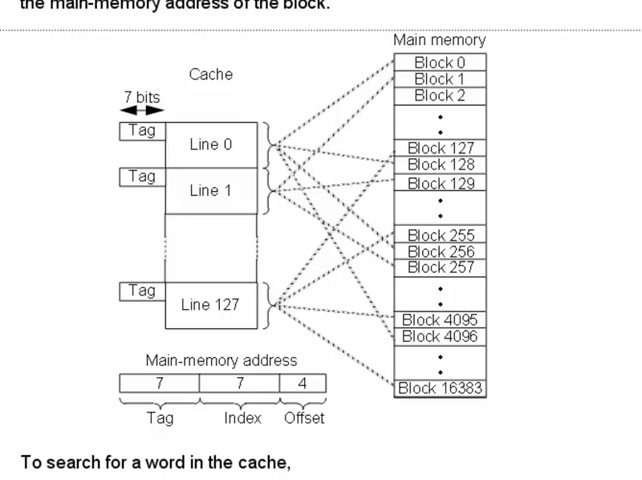 the main-memory address of the block.
Main memory
Cache
7 bits
Tag
Line 0
Tag
Line 1
Tag
Line 127
Block 0
Block 1
Block 2
Block 127
Block 128
Block 129
Block 255
Block 256
Block 257
Block 4095
Block 4096
Block 16383
Main-memory address
7 7 4
Tag Index Offset
To search for a word in the cache,